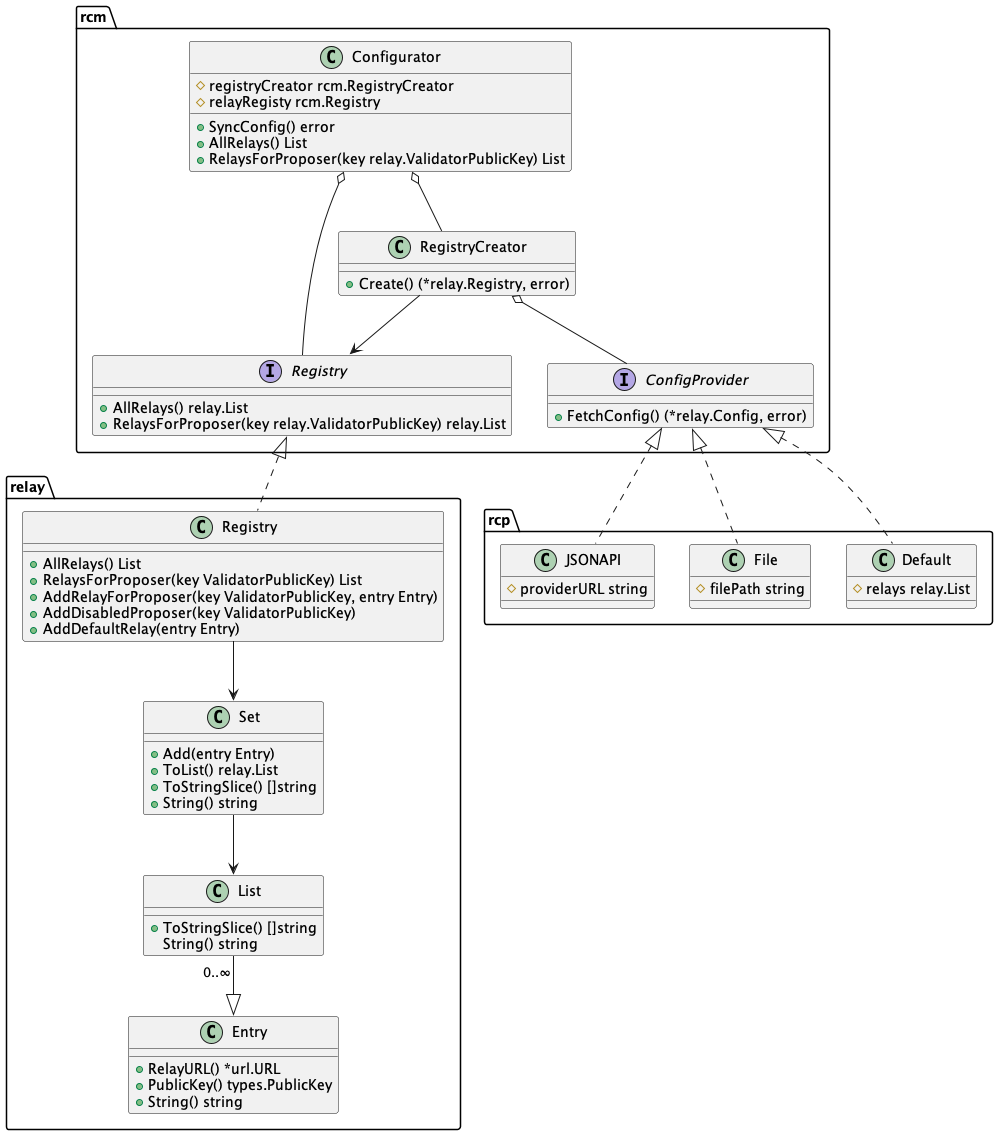 rcm
C Configurator
registryCreator rcm.RegistryCreator
relayRegisty rcm.Registry
SyncConfig() error
AllRelays() List
RelaysForProposer(key relay.ValidatorPublicKey) List
C RegistryCreator
Create() (*relay.Registry, error)
I Registry
AllRelays() relay.List
RelaysForProposer(key relay.ValidatorPublicKey) relay.List
I ConfigProvider
FetchConfig() (*relay.Config, error)
relay
C Registry
AllRelays() List
RelaysForProposer(key ValidatorPublicKey) List
AddRelayForProposer(key ValidatorPublicKey, entry Entry)
AddDisabledProposer(key ValidatorPublicKey)
AddDefaultRelay(entry Entry)
rcp
C JSONAPI
providerURL string
C File
filePath string
C Default
relays relay.List
C Set
Add(entry Entry)
ToList() relay.List
ToStringSlice() []string
String() string
C List
ToStringSlice() []string
String() string
0..∞
C Entry
RelayURL() *url.URL
PublicKey() types.PublicKey
String() string